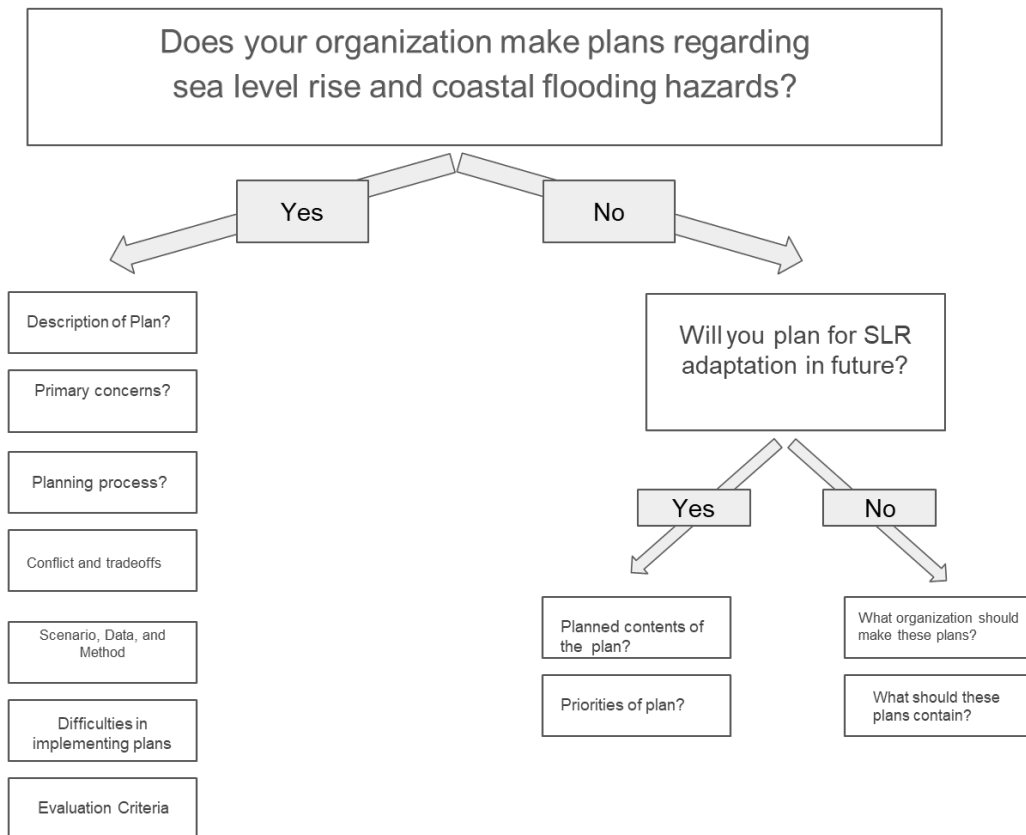 Does your organization make plans regarding
sea level rise and coastal flooding hazards?
Yes
No
Description of Plan?
Primary concerns?
Planning process?
Conflict and tradeoffs
Scenario, Data, and
Method
Difficulties in
implementing plans
Evaluation Criteria
Will you plan for SLR
adaptation in future?
Yes
No
Planned contents of
the plan?
Priorities of plan?
What organization should
make these plans?
What should these
plans contain?